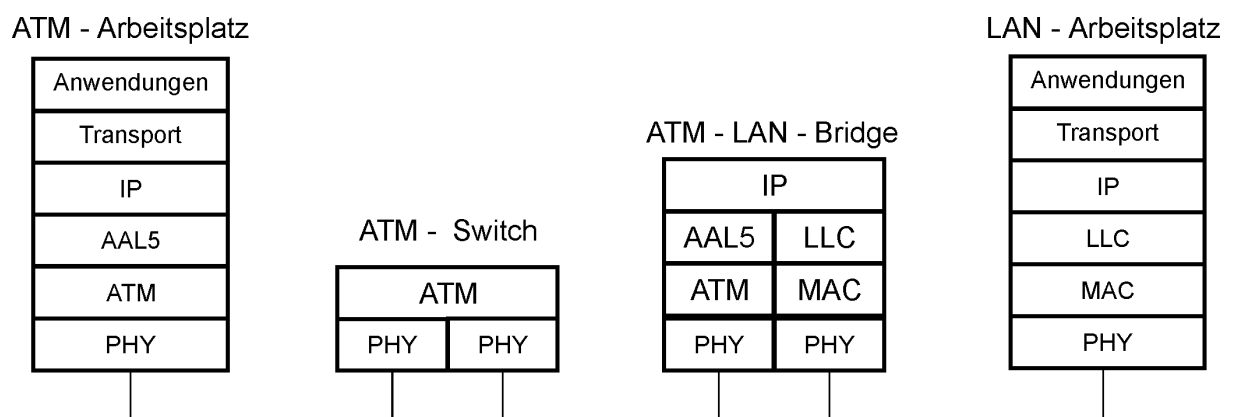 ATM - Arbeitsplatz
Anwendungen
Transport
IP
AAL5
ATM
PHY
ATM - Switch
ATM
PHY PHY
ATM - LAN - Bridge
IP
AAL5 LLC
ATM MAC
PHY PHY
LAN - Arbeitsplatz
Anwendungen
Transport
IP
LLC
MAC
PHY